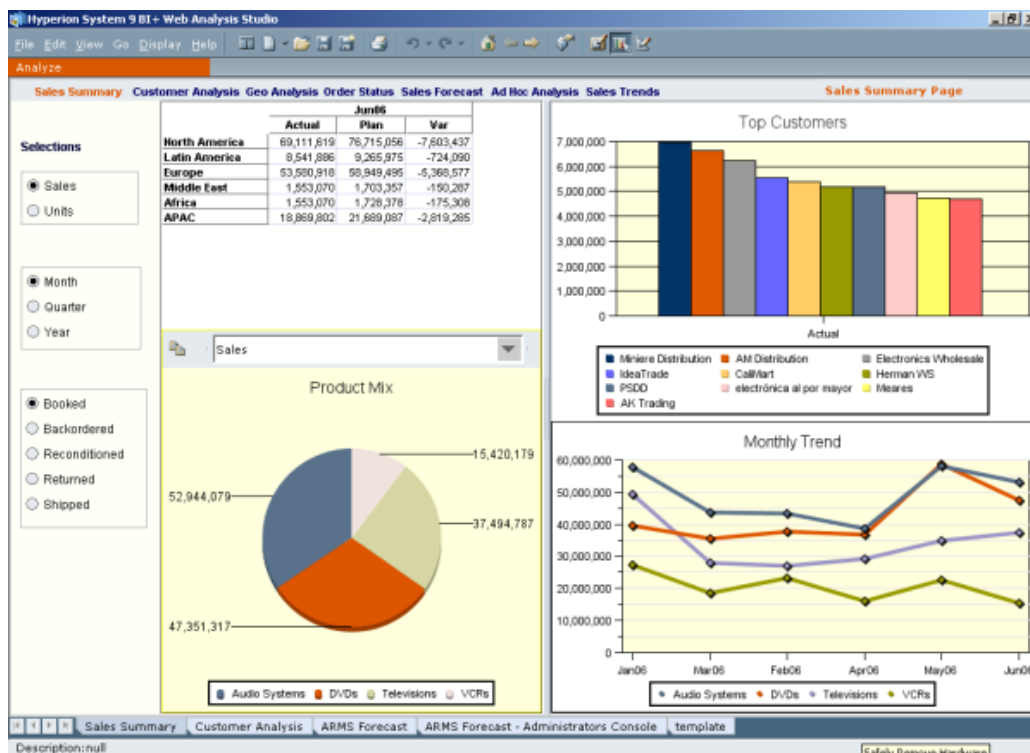 Hyperion System 9 BI+ Web Analysis Studio
File Edit View Go Display Help
Analyze
Sales Summary Customer Analysis Geo Analysis Order Status Sales Forecast Ad Hoc Analysis Sales Trends Sales Summary Page
Selections
Sales
Units
Month
Quarter
Year
Booked
Backordered
Reconditioned
Returned
Shipped
Jun06
Actual Plan Var
North America 69,111,619 76,715,056 -7,603,437
Latin America 8,541,886 9,265,975 -724,090
Europe 53,580,918 58,949,495 -5,368,577
Middle East 1,553,070 1,703,357 -150,287
Africa 1,553,070 1,728,378 -175,308
APAC 18,869,802 21,689,087 -2,819,285
Sales
Product Mix
15,420,179
52,944,079
37,494,787
47,351,317
Audio Systems DVDs Televisions VCRs
Top Customers
7,000,000
6,000,000
5,000,000
4,000,000
3,000,000
2,000,000
1,000,000
0
Actual
Miniere Distribution AM Distribution Electronics Wholesale
IdeaTrade CaliMart Herman WS
PSDD electrónica al por mayor Meares
AK Trading
Monthly Trend
60,000,000
50,000,000
40,000,000
30,000,000
20,000,000
10,000,000
0
Jan06 Mar06 Feb06 Apr06 May06 Jun06
Audio Systems DVDs Televisions VCRs
Sales Summary Customer Analysis ARMS Forecast ARMS Forecast - Administrators Console template
Description:null
Safely Remove Hardware